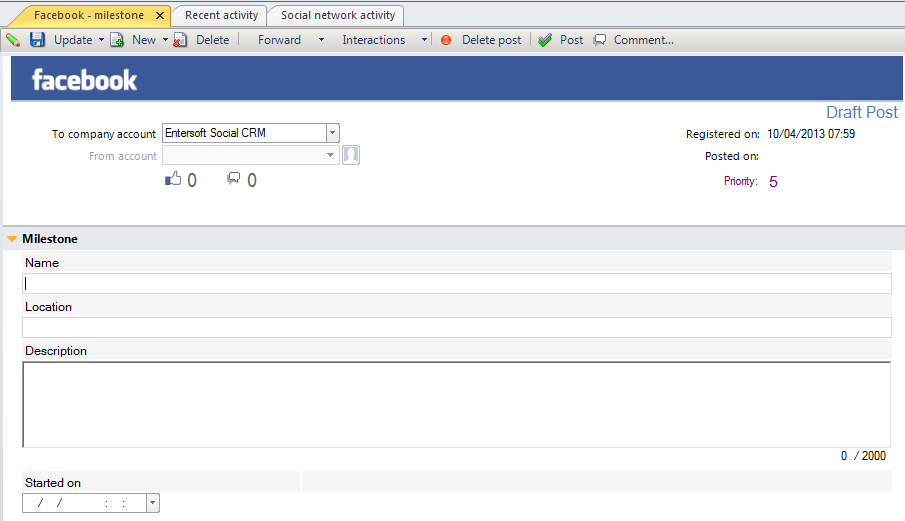 Facebook - milestone Recent activity Social network activity
Update New Delete Forward Interactions Delete post Post Comment...
facebook
Draft Post
To company account Entersoft Social CRM Registered on: 10/04/2013 07:59
From account Posted on:
0 0 Priority: 5
Milestone
Name
Location
Description
0 / 2000
Started on
/ / : :